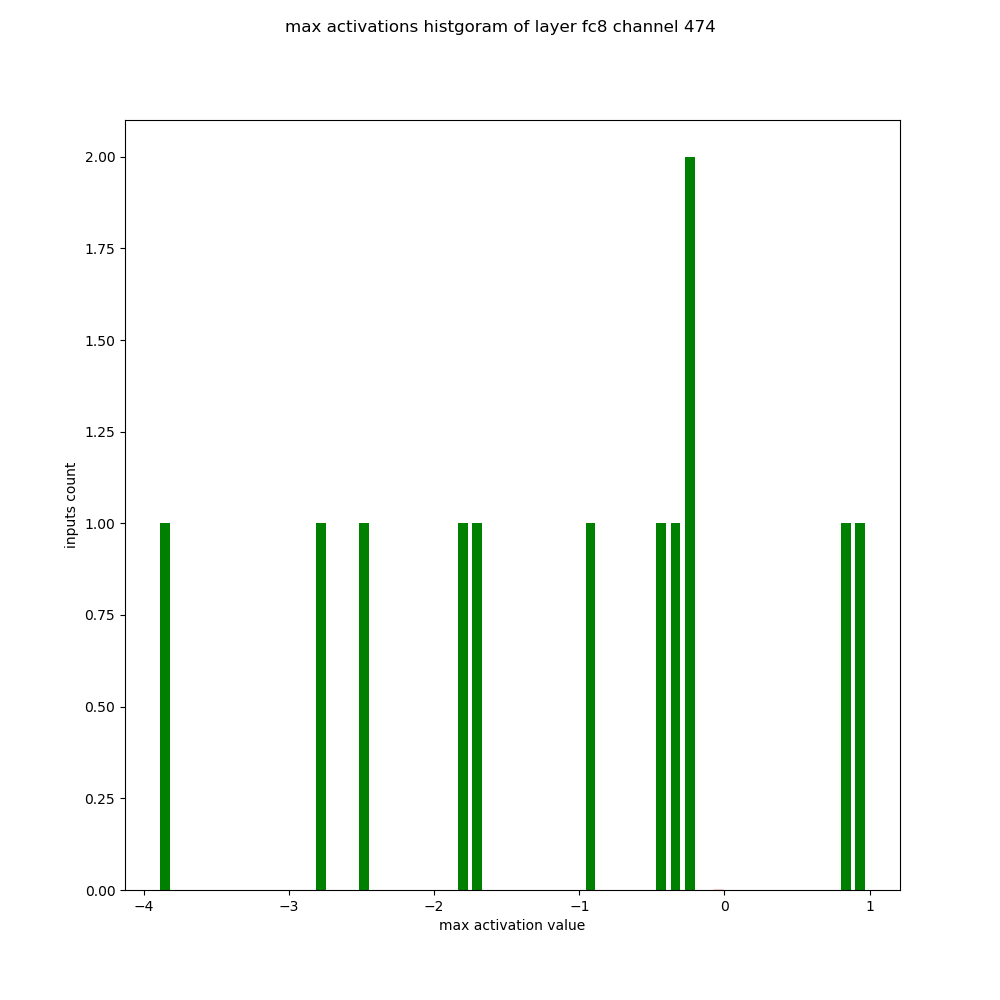 max activations histgoram of layer fc8 channel 474
2.00
1.75
1.50
1.25
1.00
0.75
0.50
0.25
0.00
inputs count
−4 −3 −2 −1 0 1
max activation value